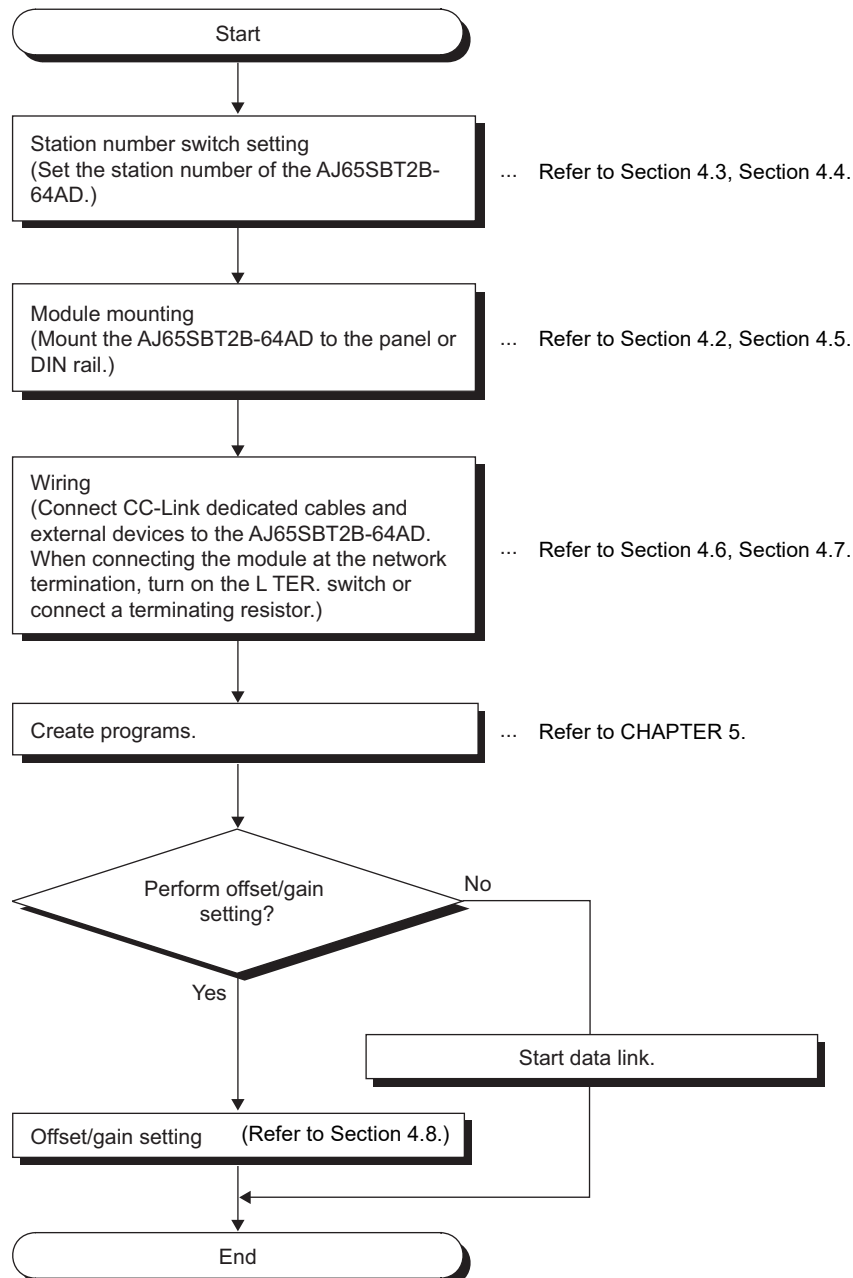 Start
Station number switch setting
(Set the station number of the AJ65SBT2B-
64AD.)
... Refer to Section 4.3, Section 4.4.
Module mounting
(Mount the AJ65SBT2B-64AD to the panel or
DIN rail.)
... Refer to Section 4.2, Section 4.5.
Wiring
(Connect CC-Link dedicated cables and
external devices to the AJ65SBT2B-64AD.
When connecting the module at the network
termination, turn on the L TER. switch or
connect a terminating resistor.)
... Refer to Section 4.6, Section 4.7.
Create programs.
... Refer to CHAPTER 5.
Perform offset/gain
setting?
No
Yes
Start data link.
Offset/gain setting (Refer to Section 4.8.)
End